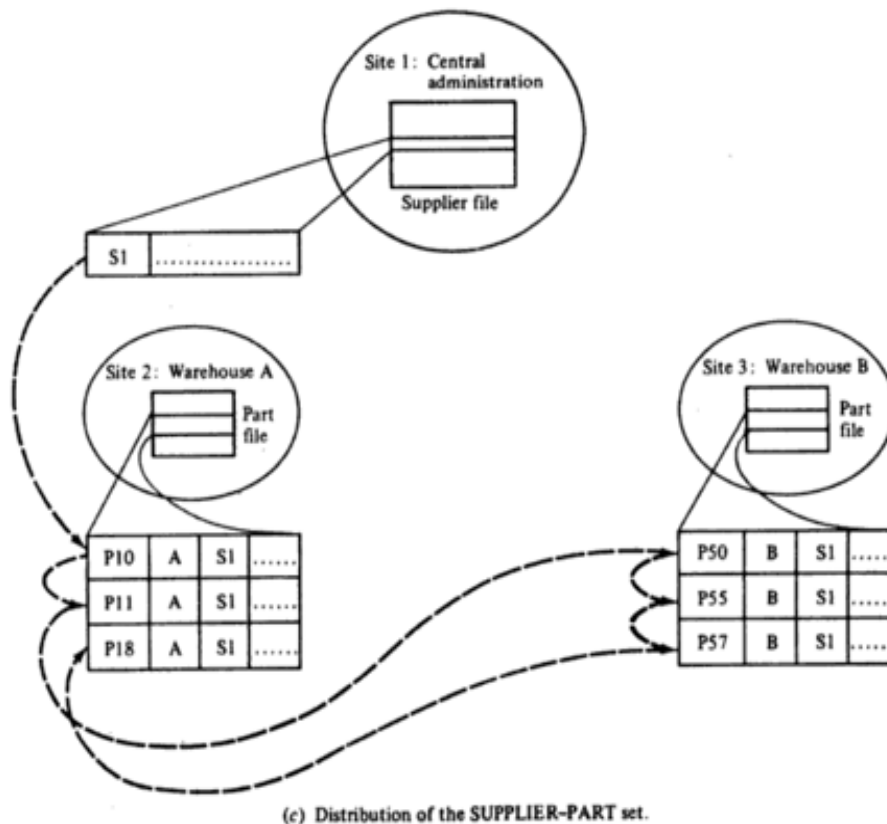 Site 1: Central
administration
Supplier file
S1 ..................
Site 2: Warehouse A
Part
file
Site 3: Warehouse B
Part
file
P10 A S1 ......
P11 A S1 ......
P18 A S1 ......
P50 B S1 ......
P55 B S1 ......
P57 B S1 ......
(c) Distribution of the SUPPLIER-PART set.